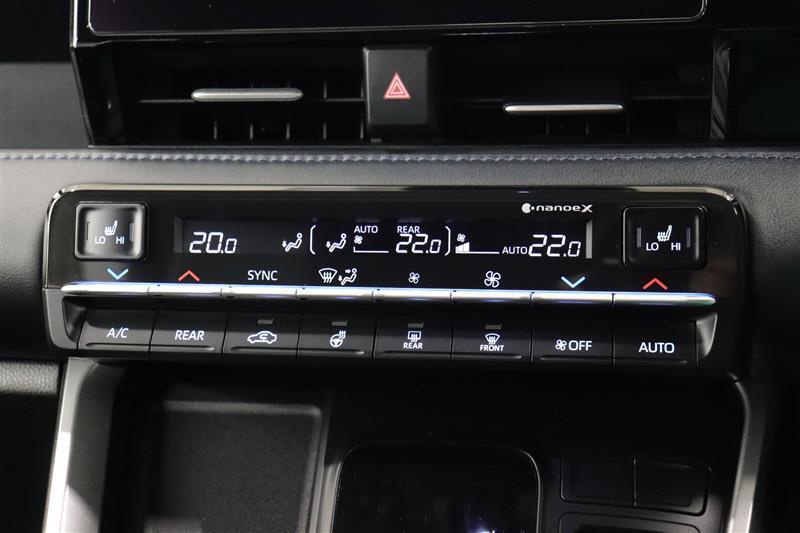 nanoeX
LO HI
20.0
AUTO
REAR
22.0
AUTO 22.0
LO HI
SYNC
A/C
REAR
REAR
FRONT
OFF
AUTO